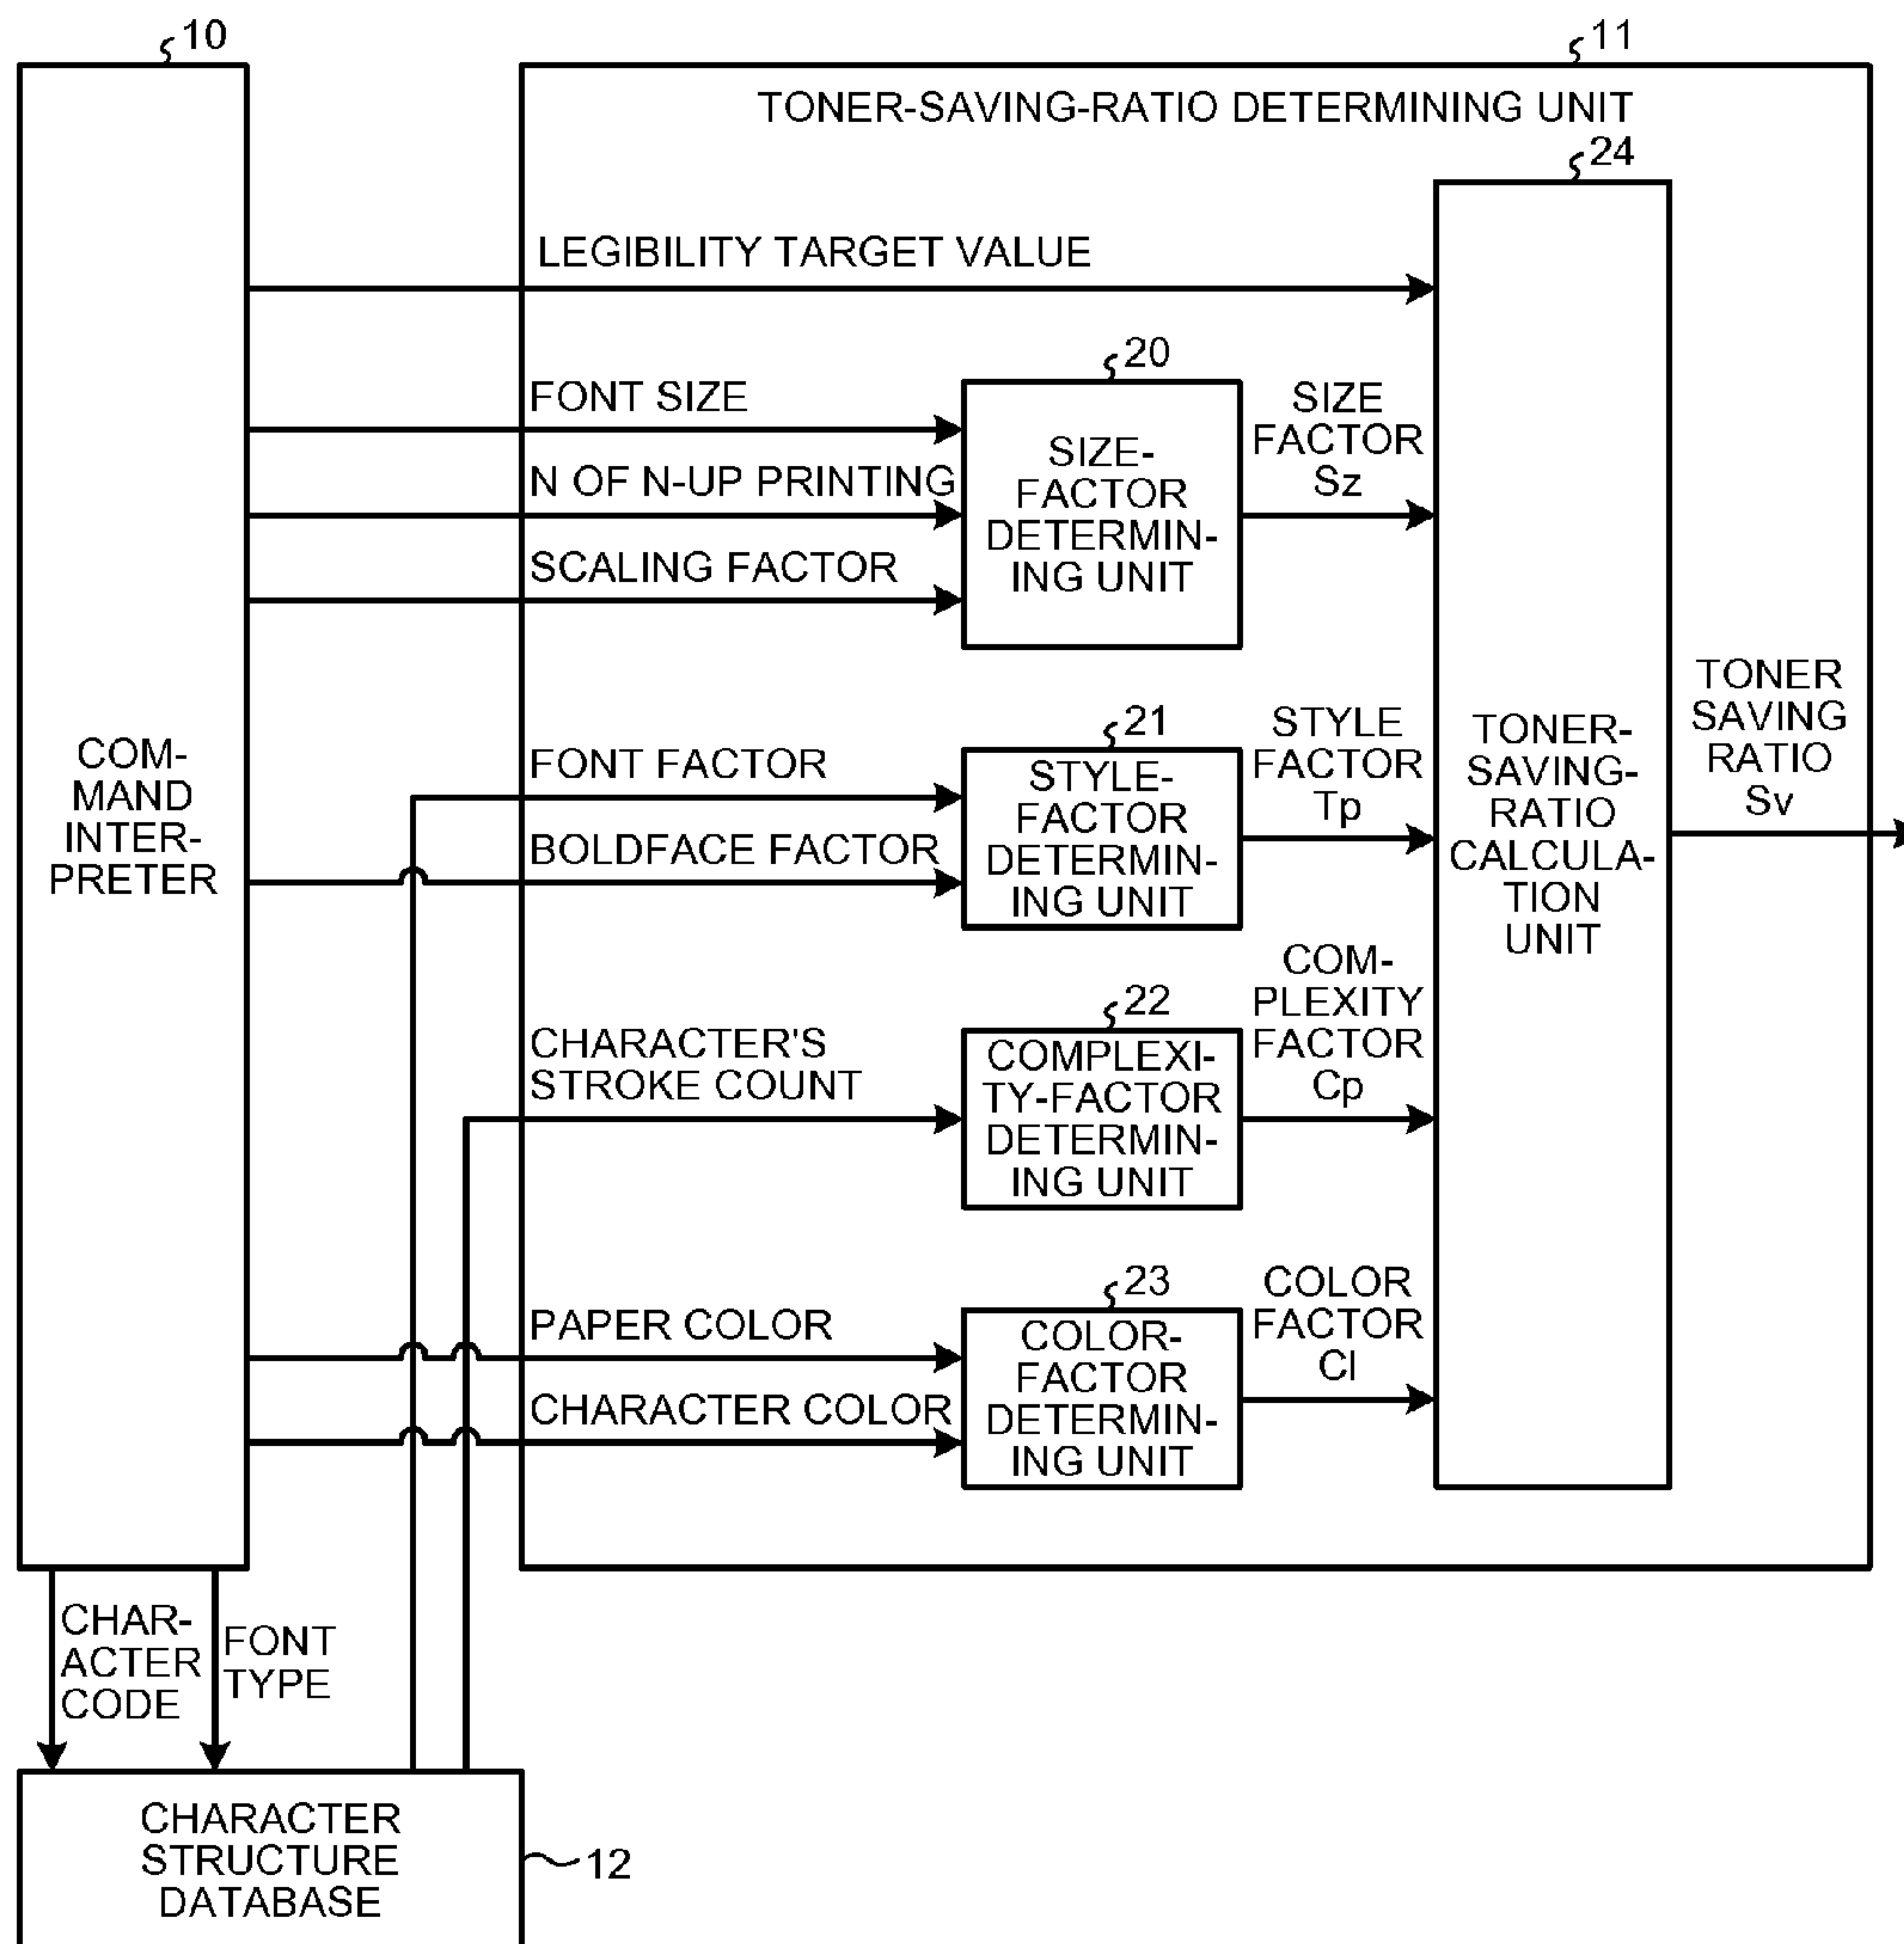 10
11
TONER-SAVING-RATIO DETERMINING UNIT
24
LEGIBILITY TARGET VALUE
20
FONT SIZE
N OF N-UP PRINTING
SCALING FACTOR
SIZE-
FACTOR
DETERMIN-
ING UNIT
SIZE
FACTOR
Sz
COM-
MAND
INTER-
PRETER
21
FONT FACTOR
BOLDFACE FACTOR
STYLE-
FACTOR
DETERMIN-
ING UNIT
STYLE
FACTOR
Tp
TONER-
SAVING-
RATIO
CALCULA-
TION
UNIT
TONER
SAVING
RATIO
Sv
22
CHARACTER'S
STROKE COUNT
COMPLEXI-
TY-FACTOR
DETERMIN-
ING UNIT
COM-
PLEXITY
FACTOR
Cp
23
PAPER COLOR
CHARACTER COLOR
COLOR-
FACTOR
DETERMIN-
ING UNIT
COLOR
FACTOR
Cl
CHAR-
ACTER
CODE
FONT
TYPE
CHARACTER
STRUCTURE
DATABASE
12